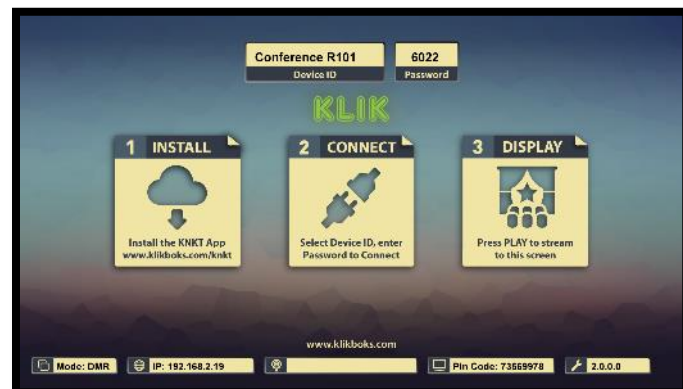 Conference R101
Device ID
6022
Password
KLIK
1 INSTALL
Install the KNKT App
www.klikboks.com/knkt
2 CONNECT
Select Device ID, enter
Password to Connect
3 DISPLAY
Press PLAY to stream
to this screen
www.klikboks.com
Mode: DMR
IP: 192.168.2.19
Pin Code: 73569978
2.0.0.0